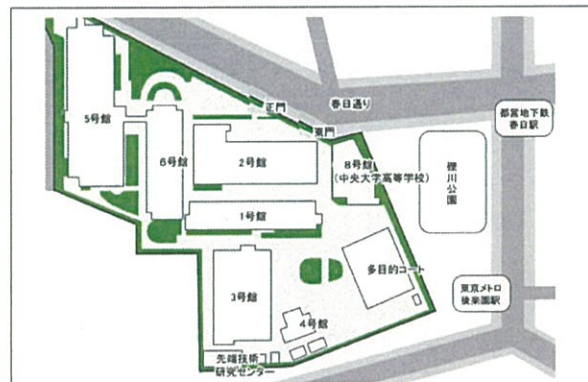 正門
春日通り
東門
都営地下鉄
春日駅
5号館
6号館
2号館
8号館
(中央大学高等学校)
礫川公園
1号館
多目的コート
3号館
東京メトロ
後楽園駅
4号館
先端技術
研究センター